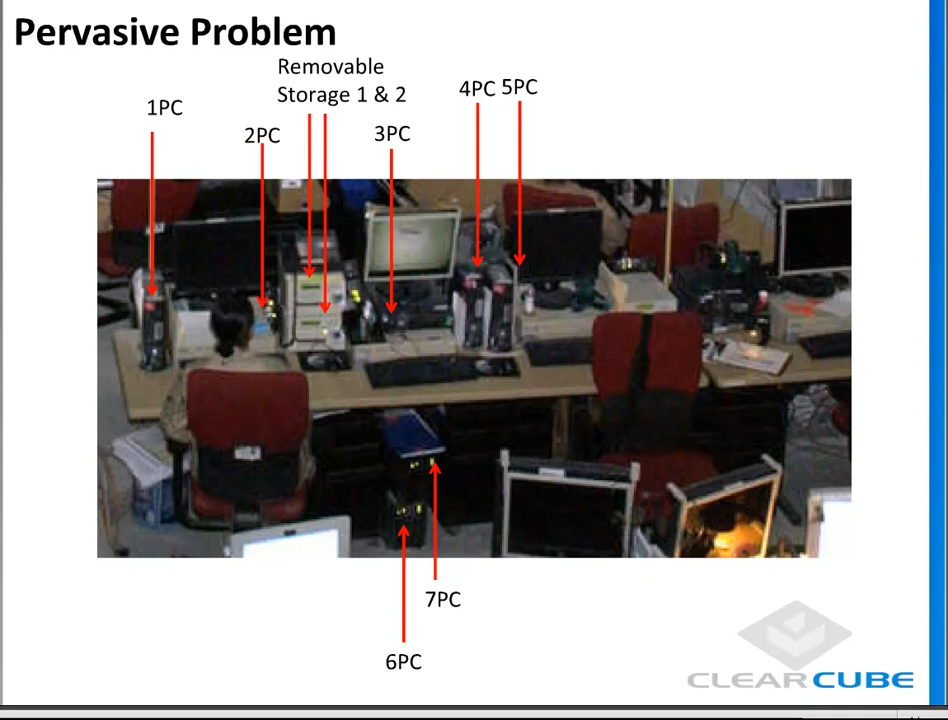 Pervasive Problem
Removable
Storage 1 & 2
1PC
2PC
3PC
4PC
5PC
7PC
6PC
CLEARCUBE